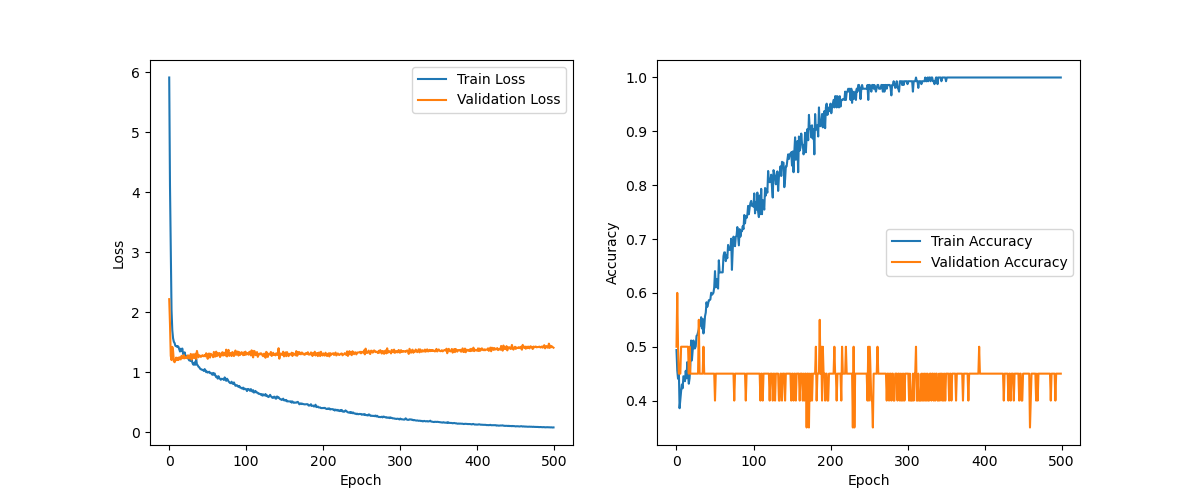 6
5
4
3
2
1
0
Loss
0 100 200 300 400 500
Epoch
Train Loss
Validation Loss
1.0
0.9
0.8
0.7
0.6
0.5
0.4
Accuracy
0 100 200 300 400 500
Epoch
Train Accuracy
Validation Accuracy